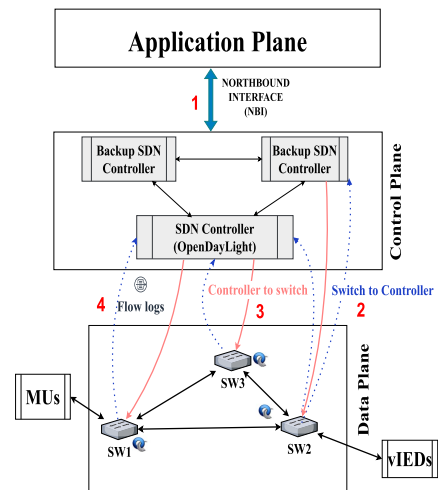 Application Plane
1
NORTHBOUND
INTERFACE
(NBI)
Backup SDN
Controller
Backup SDN
Controller
SDN Controller
(OpenDayLight)
Control Plane
4
Flow logs
Controller to switch
3
Switch to Controller
2
SW3
MUs
SW1
SW2
vIEDs
Data Plane